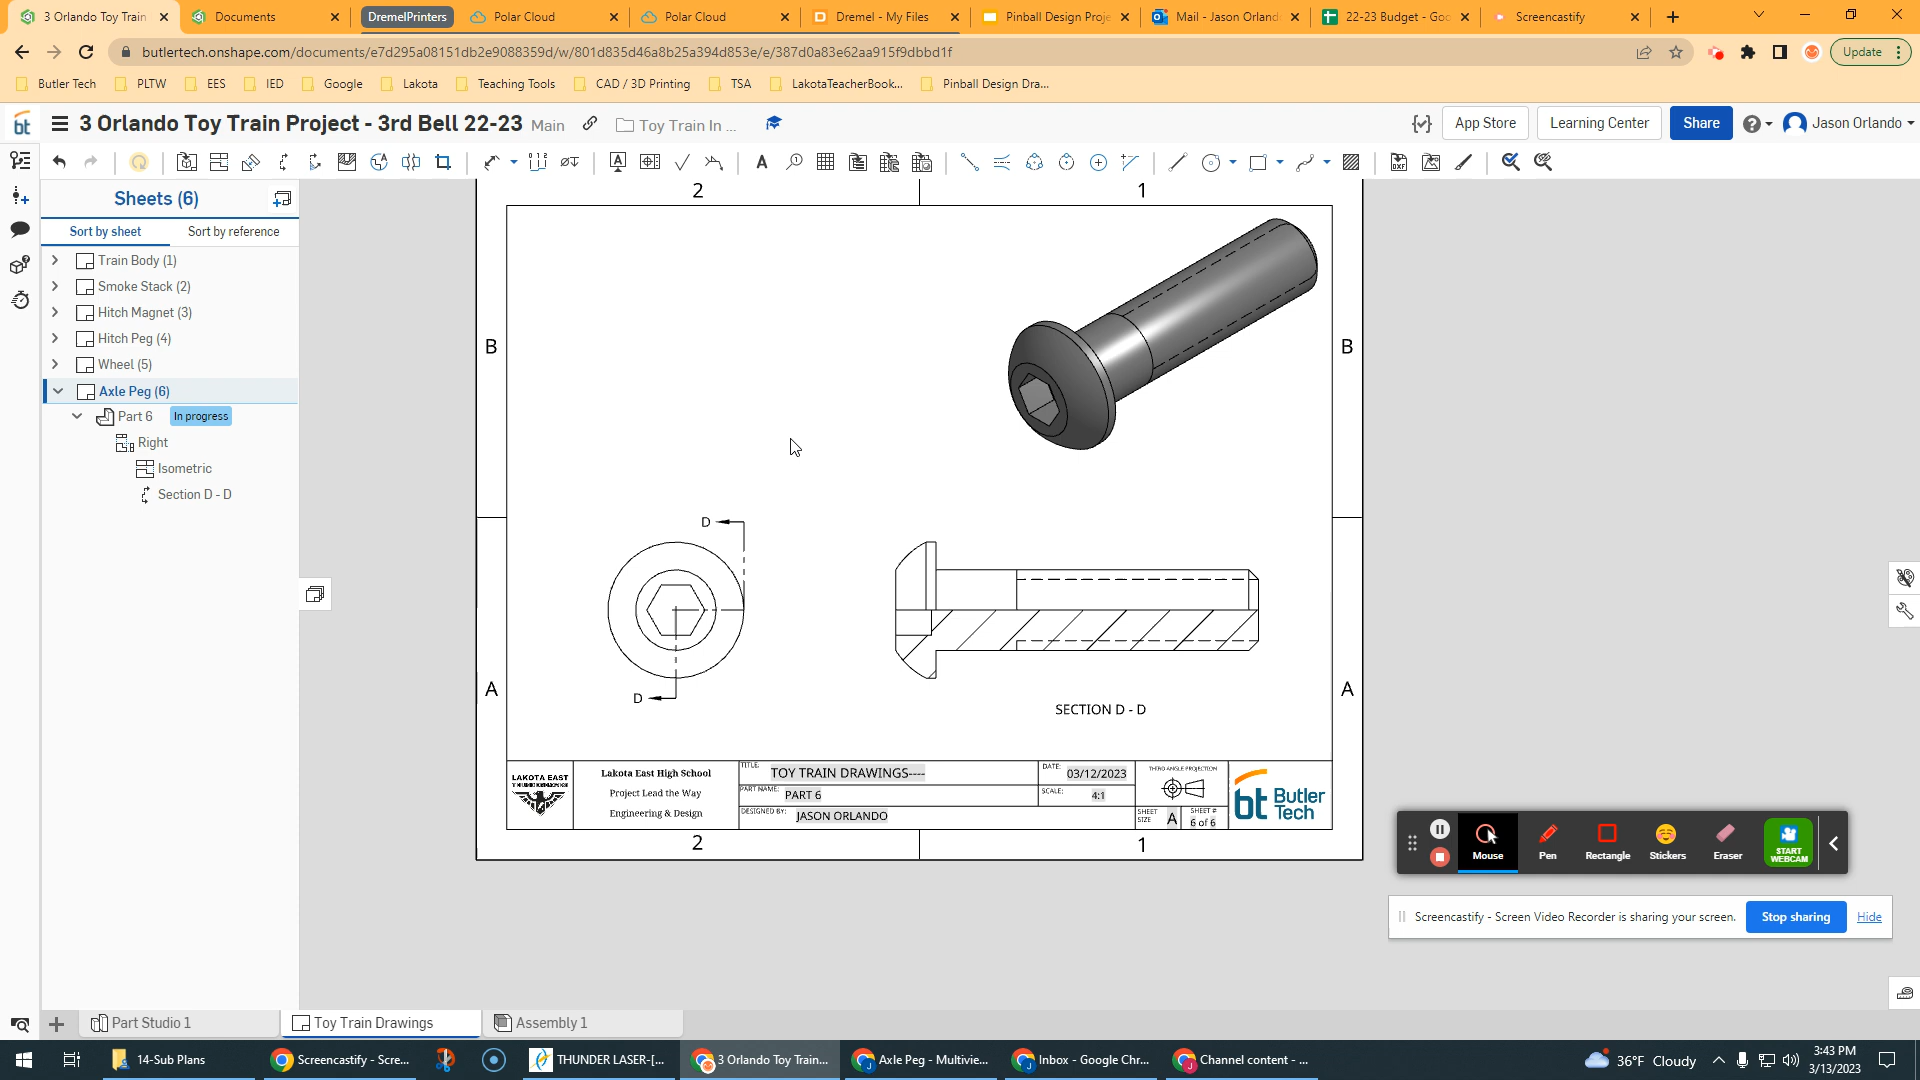 3 Orlando Toy Train
Documents
DremelPrinters
Polar Cloud
Polar Cloud
Dremel - My Files
Pinball Design Proje
Mail - Jason Orland
22-23 Budget - Goo
Screencastify
butlertech.onshape.com/documents/e7d295a08151db2e9088359d/w/801d835d46a8b25a394d853e/e/387d0a83e62aa915f9dbbd1f
Update
Butler Tech
PLTW
EES
IED
Google
Lakota
Teaching Tools
CAD / 3D Printing
TSA
LakotaTeacherBook...
Pinball Design Dra...
bt
3 Orlando Toy Train Project - 3rd Bell 22-23
Main
Toy Train In ...
App Store
Learning Center
Share
Jason Orlando
Sheets (6)
Sort by sheet
Sort by reference
Train Body (1)
Smoke Stack (2)
Hitch Magnet (3)
Hitch Peg (4)
Wheel (5)
Axle Peg (6)
Part 6 In progress
Right
Isometric
Section D - D
2 1
B B
D
D
SECTION D - D
A A
LAKOTA EAST
Lakota East High School
Project Lead the Way
Engineering & Design
TITLE: TOY TRAIN DRAWINGS----
PART NAME: PART 6
DESIGNED BY: JASON ORLANDO
DATE: 03/12/2023
SCALE: 4:1
THIRD ANGLE PROJECTION
SHEET SIZE A
SHEET # 6 of 6
bt Butler Tech
2 1
Mouse
Pen
Rectangle
Stickers
Eraser
START WEBCAM
Screencastify - Screen Video Recorder is sharing your screen.
Stop sharing
Hide
Part Studio 1
Toy Train Drawings
Assembly 1
14-Sub Plans
Screencastify - Scre...
THUNDER LASER-[...
3 Orlando Toy Train...
Axle Peg - Multivie...
Inbox - Google Chr...
Channel content - ...
36°F Cloudy
3:43 PM
3/13/2023